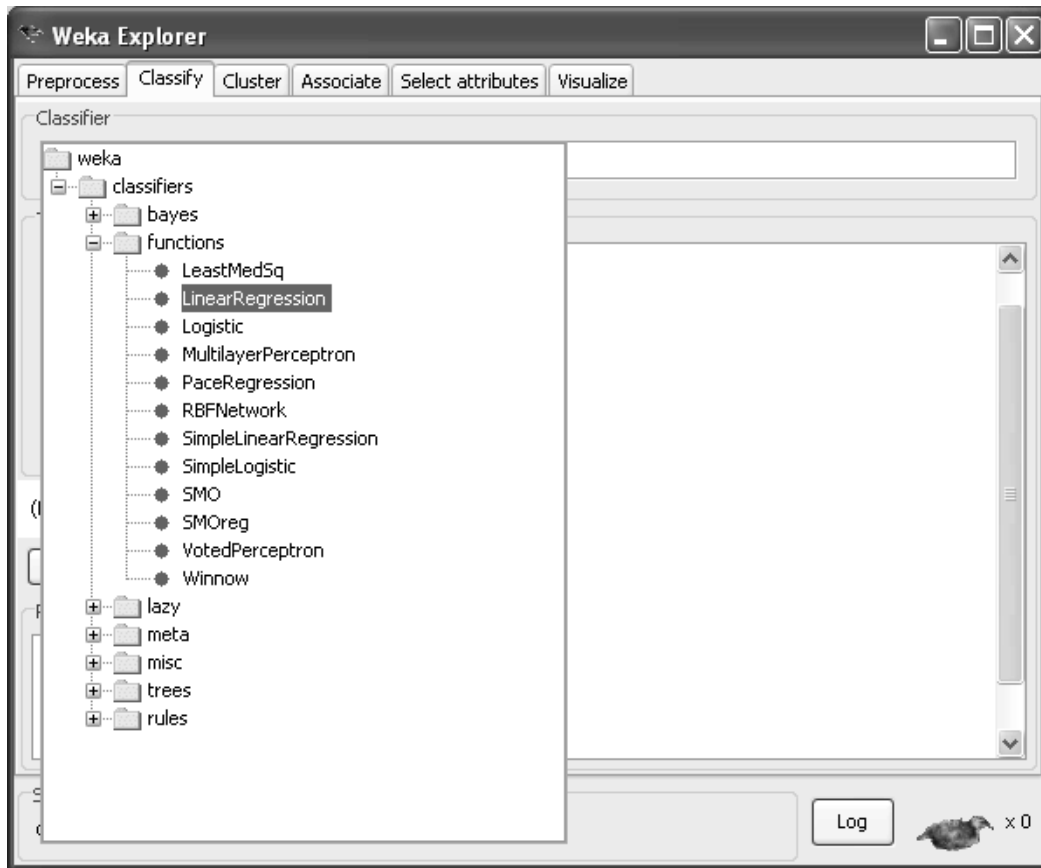 Weka Explorer
Preprocess Classify Cluster Associate Select attributes Visualize
Classifier
weka
classifiers
bayes
functions
LeastMedSq
LinearRegression
Logistic
MultilayerPerceptron
PaceRegression
RBFNetwork
SimpleLinearRegression
SimpleLogistic
SMO
SMOreg
VotedPerceptron
Winnow
lazy
meta
misc
trees
rules
Log
x 0